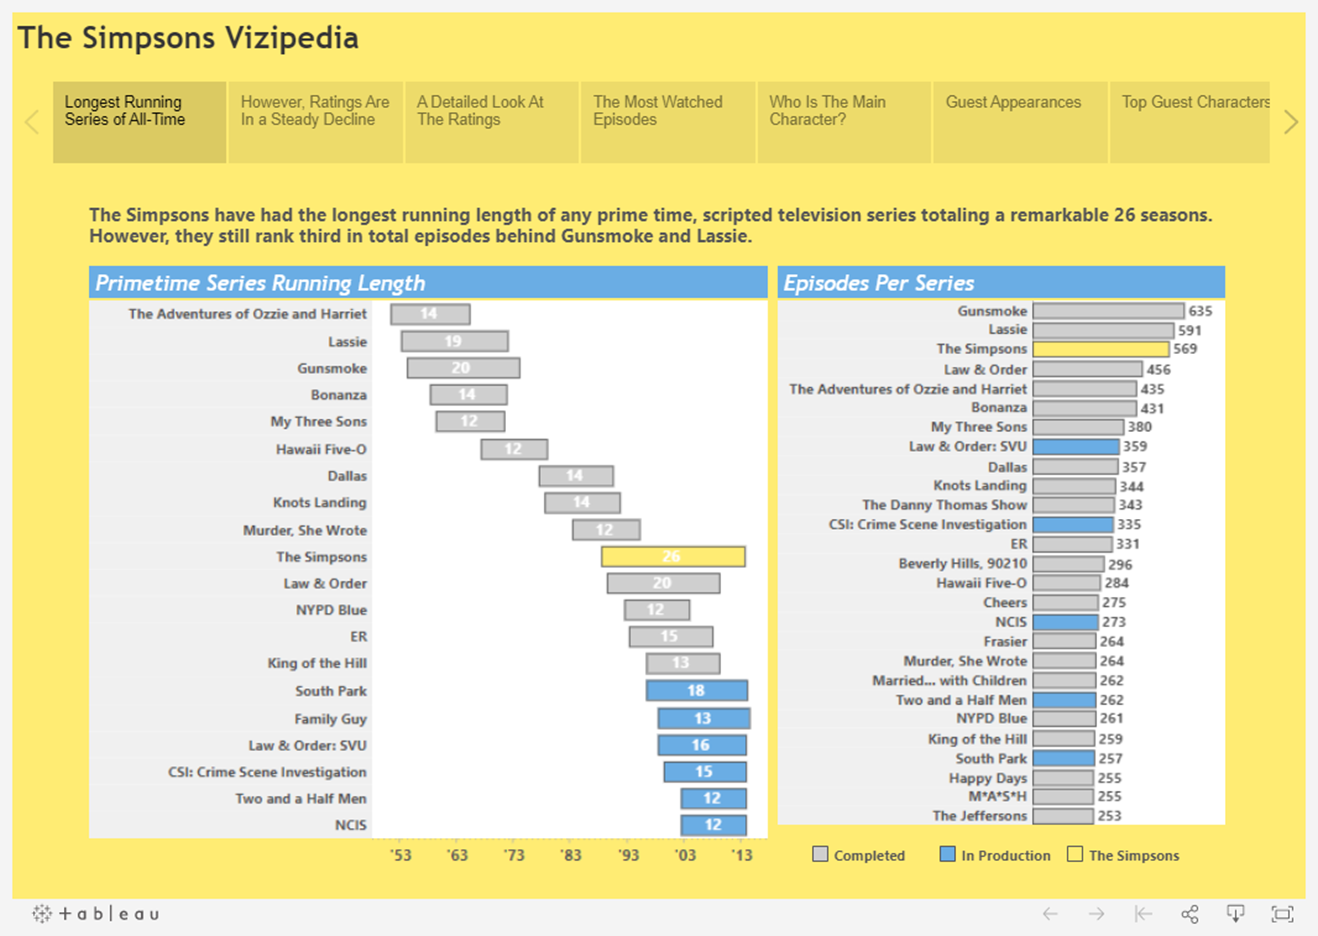 The Simpsons Vizipedia
Longest Running
Series of All-Time
However, Ratings Are
In a Steady Decline
A Detailed Look At
The Ratings
The Most Watched
Episodes
Who Is The Main
Character?
Guest Appearances
Top Guest Characters
The Simpsons have had the longest running length of any prime time, scripted television series totaling a remarkable 26 seasons.
However, they still rank third in total episodes behind Gunsmoke and Lassie.
Primetime Series Running Length
The Adventures of Ozzie and Harriet 14
Lassie 19
Gunsmoke 20
Bonanza 14
My Three Sons 12
Hawaii Five-O 12
Dallas 14
Knots Landing 14
Murder, She Wrote 12
The Simpsons 26
Law & Order 20
NYPD Blue 12
ER 15
King of the Hill 13
South Park 18
Family Guy 13
Law & Order: SVU 16
CSI: Crime Scene Investigation 15
Two and a Half Men 12
NCIS 12
'53 '63 '73 '83 '93 '03 '13
Episodes Per Series
Gunsmoke 635
Lassie 591
The Simpsons 569
Law & Order 456
The Adventures of Ozzie and Harriet 435
Bonanza 431
My Three Sons 380
Law & Order: SVU 359
Dallas 357
Knots Landing 344
The Danny Thomas Show 343
CSI: Crime Scene Investigation 335
ER 331
Beverly Hills, 90210 296
Hawaii Five-O 284
Cheers 275
NCIS 273
Frasier 264
Murder, She Wrote 264
Married... with Children 262
Two and a Half Men 262
NYPD Blue 261
King of the Hill 259
South Park 257
Happy Days 255
M*A*S*H 255
The Jeffersons 253
Completed In Production The Simpsons
+ableau